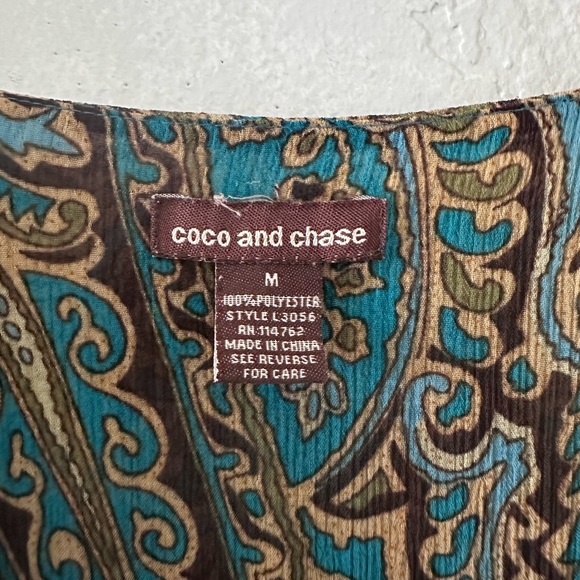 coco and chase
M
100% POLYESTER
STYLE L3056
RN 114762
MADE IN CHINA
SEE REVERSE
FOR CARE